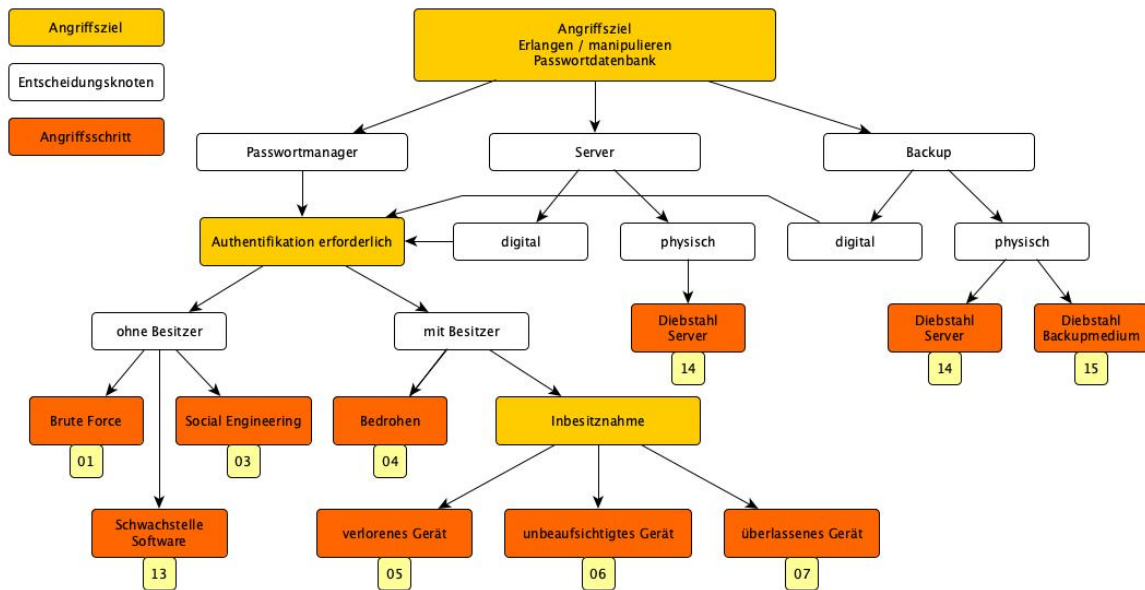 Angriffsziel
Entscheidungsknoten
Angriffsschritt
Angriffsziel
Erlangen / manipulieren
Passwortdatenbank
Passwortmanager
Server
Backup
Authentifikation erforderlich
digital
physisch
digital
physisch
ohne Besitzer
mit Besitzer
Diebstahl
Server
14
Diebstahl
Server
14
Diebstahl
Backupmedium
15
Brute Force
01
Social Engineering
03
Bedrohen
04
Inbesitznahme
Schwachstelle
Software
13
verlorenes Gerät
05
unbeaufsichtigtes Gerät
06
überlassenes Gerät
07